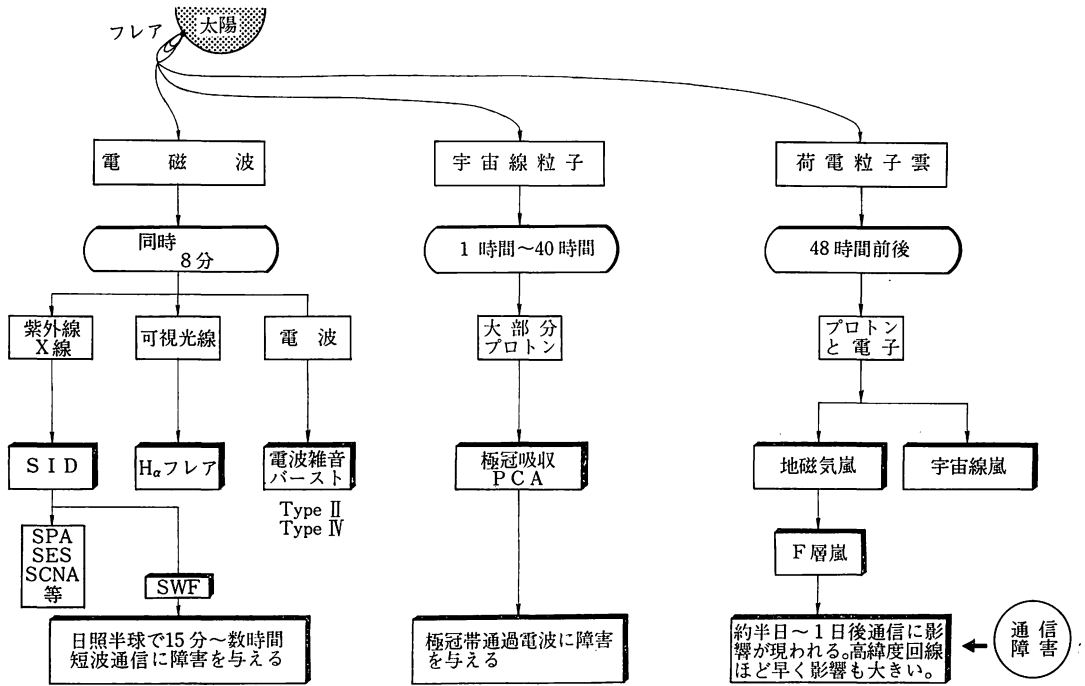 フレア
太陽
電磁波
宇宙線粒子
荷電粒子雲
同時
8分
1時間～40時間
48時間前後
紫外線
X線
可視光線
電波
大部分
プロトン
プロトン
と電子
SID
Hαフレア
電波雑音
バースト
極冠吸収
PCA
地磁気嵐
宇宙線嵐
Type Ⅱ
Type Ⅳ
SPA
SES
SCNA
等
SWF
F層嵐
日照半球で15分～数時間
短波通信に障害を与える
極冠帯通過電波に障害
を与える
約半日～1日後通信に影
響が現われる。高緯度回線
ほど早く影響も大きい。
通信
障害